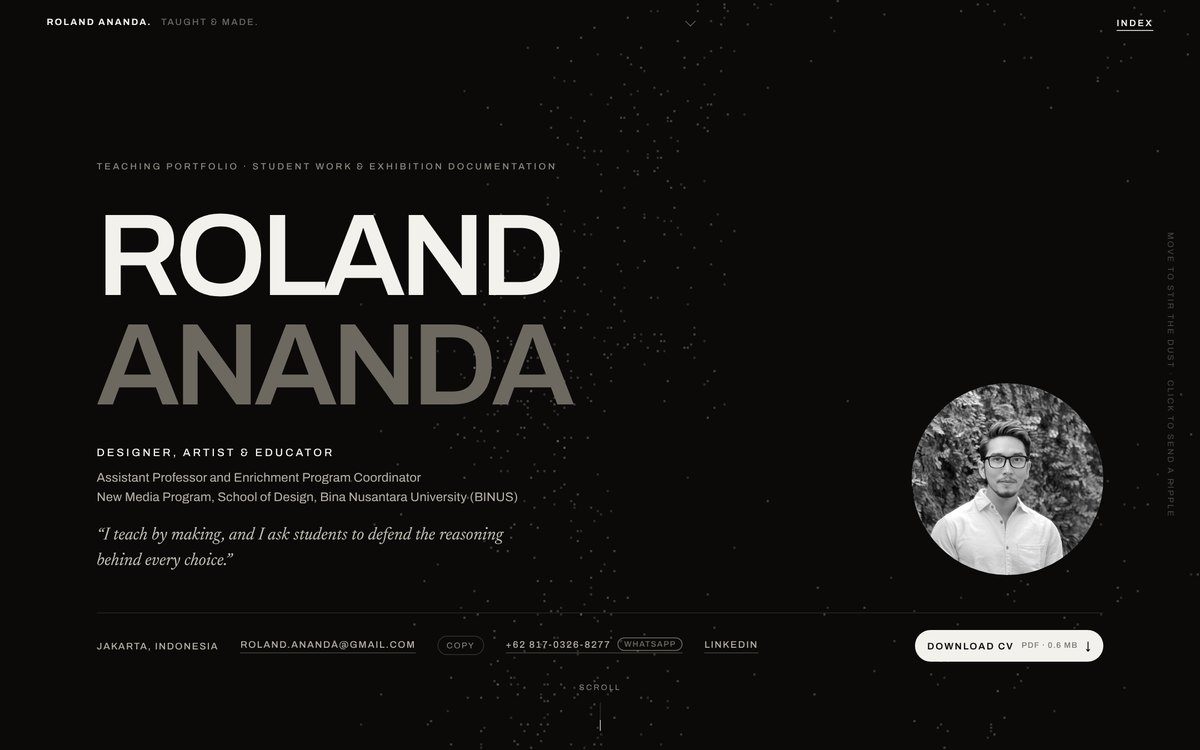 ROLAND ANANDA. TAUGHT & MADE.
INDEX
TEACHING PORTFOLIO · STUDENT WORK & EXHIBITION DOCUMENTATION
ROLAND
ANANDA
DESIGNER, ARTIST & EDUCATOR
Assistant Professor and Enrichment Program Coordinator
New Media Program, School of Design, Bina Nusantara University (BINUS)
“I teach by making, and I ask students to defend the reasoning
behind every choice.”
MOVE TO STIR THE DUST · CLICK TO SEND A RIPPLE
JAKARTA, INDONESIA ROLAND.ANANDA@GMAIL.COM COPY +62 817-0326-8277 WHATSAPP LINKEDIN DOWNLOAD CV PDF · 0.6 MB ↓
SCROLL